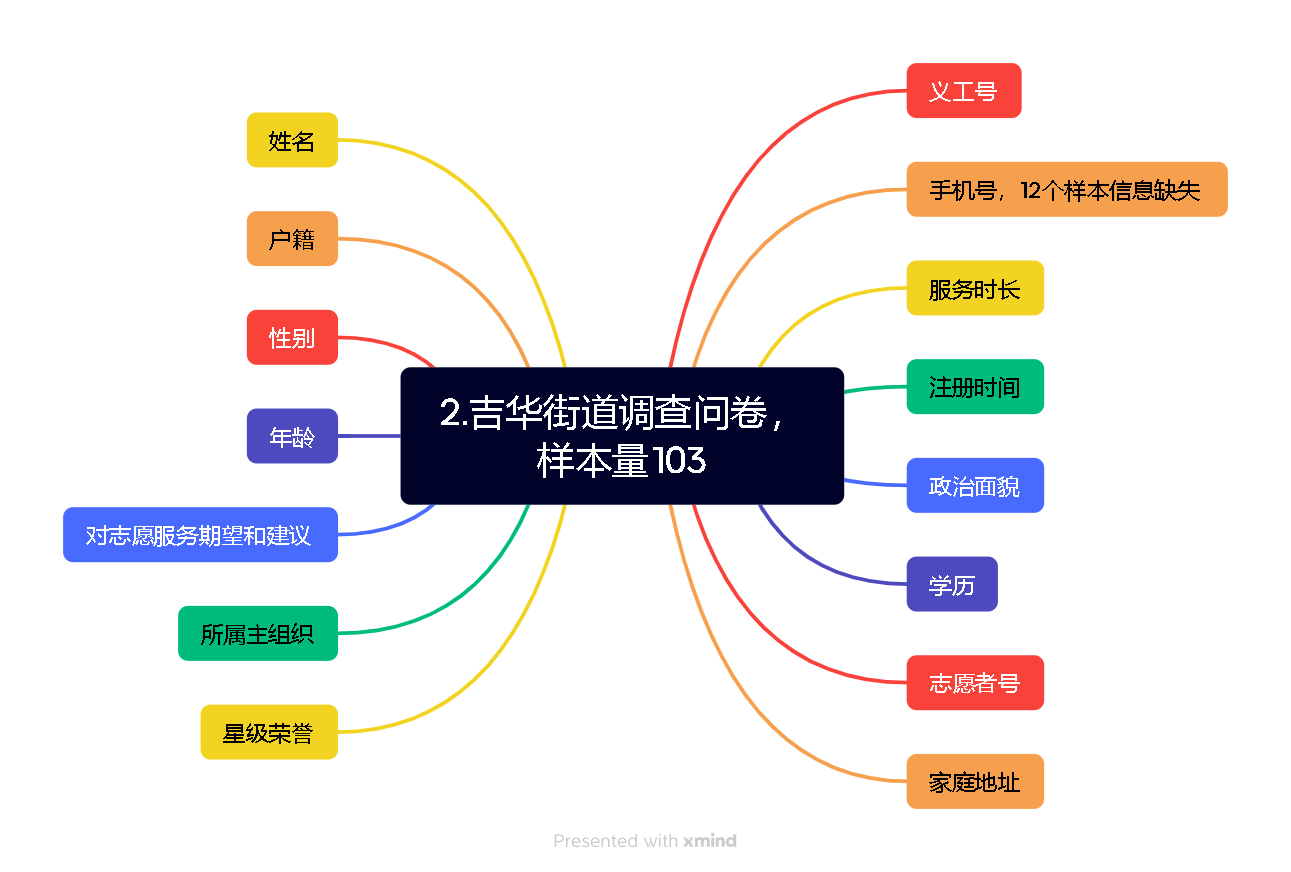 2.吉华街道调查问卷，
样本量103
义工号
手机号，12个样本信息缺失
服务时长
注册时间
政治面貌
学历
志愿者号
家庭地址
姓名
户籍
性别
年龄
对志愿服务期望和建议
所属主组织
星级荣誉
Presented with xmind